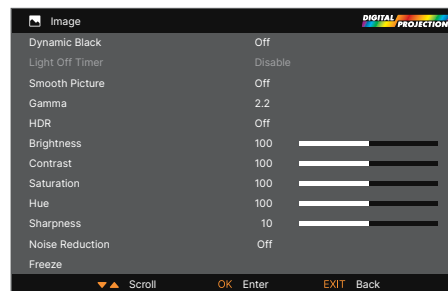 Image
DIGITAL PROJECTION
Dynamic Black Off
Light Off Timer Disable
Smooth Picture Off
Gamma 2.2
HDR Off
Brightness 100
Contrast 100
Saturation 100
Hue 100
Sharpness 10
Noise Reduction Off
Freeze
Scroll OK Enter EXIT Back